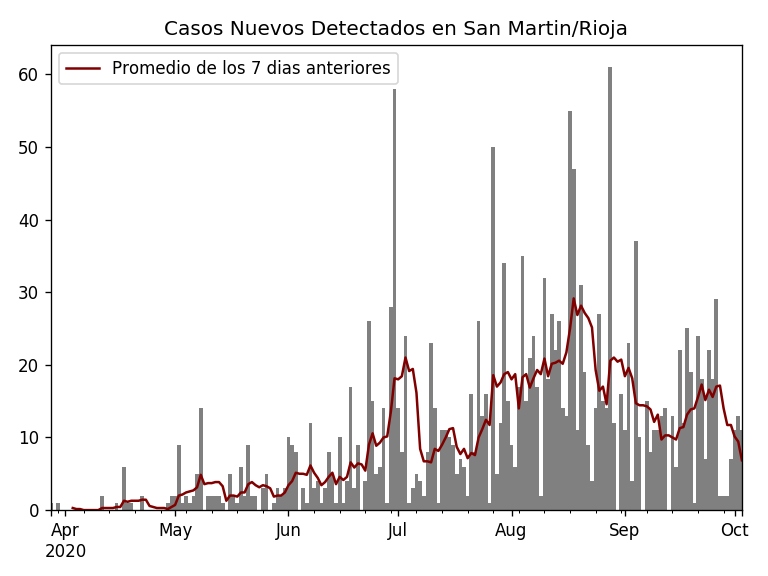 Casos Nuevos Detectados en San Martin/Rioja
Promedio de los 7 dias anteriores
60
50
40
30
20
10
0
Apr May Jun Jul Aug Sep Oct
2020